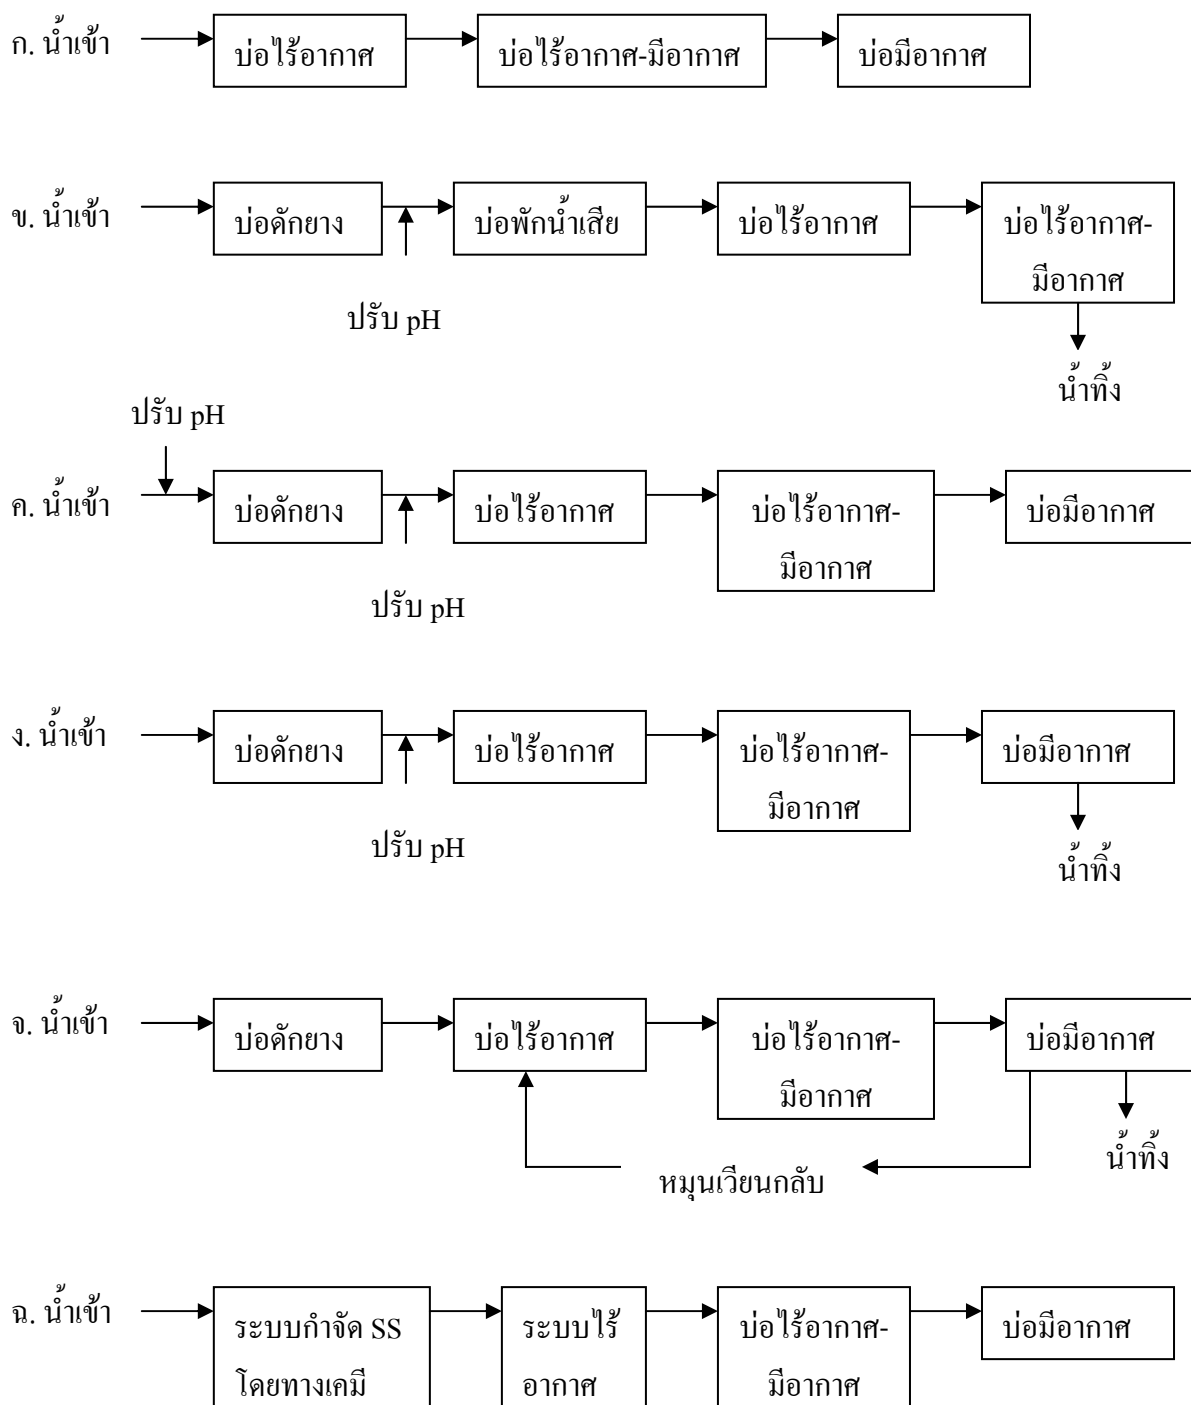 ก. น้ำเข้า
บ่อไร้อากาศ
บ่อไร้อากาศ-มีอากาศ
บ่อมีอากาศ
ข. น้ำเข้า
บ่อดักยาง
บ่อพักน้ำเสีย
บ่อไร้อากาศ
บ่อไร้อากาศ-
มีอากาศ
ปรับ pH
น้ำทิ้ง
ปรับ pH
ค. น้ำเข้า
บ่อดักยาง
บ่อไร้อากาศ
บ่อไร้อากาศ-
มีอากาศ
บ่อมีอากาศ
ปรับ pH
ง. น้ำเข้า
บ่อดักยาง
บ่อไร้อากาศ
บ่อไร้อากาศ-
มีอากาศ
บ่อมีอากาศ
ปรับ pH
น้ำทิ้ง
จ. น้ำเข้า
บ่อดักยาง
บ่อไร้อากาศ
บ่อไร้อากาศ-
มีอากาศ
บ่อมีอากาศ
น้ำทิ้ง
หมุนเวียนกลับ
ฉ. น้ำเข้า
ระบบกำจัด SS
โดยทางเคมี
ระบบไร้
อากาศ
บ่อไร้อากาศ-
มีอากาศ
บ่อมีอากาศ